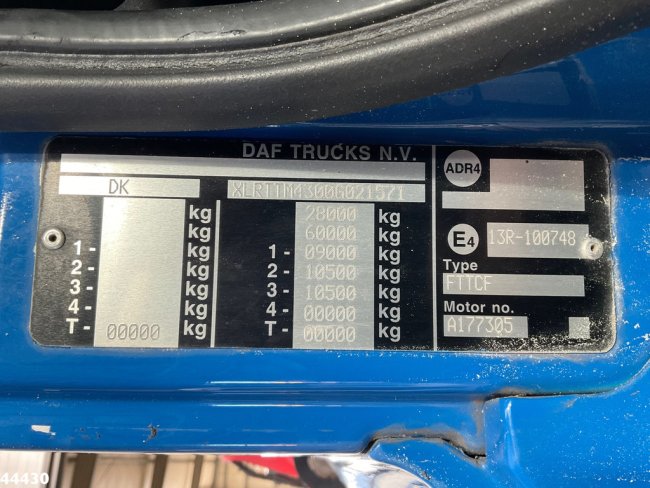 DAF TRUCKS N.V.
DK
kg 28000 kg
kg 60000 kg
1- kg 1- 09000 kg
2- kg 2- 10500 kg
3- kg 3- 10500 kg
4- kg 4- 00000 kg
T- 00000 kg T- 00000 kg
ADR4
E4 13R-100748
Type
FTTCF
Motor no.
A177305
44430